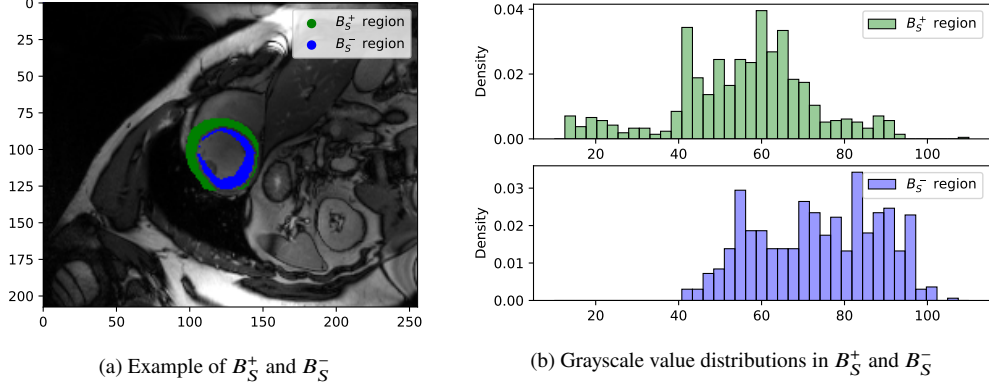 0
25
50
75
100
125
150
175
200
0 50 100 150 200 250
B_S^+ region
B_S^- region
(a) Example of B_S^+ and B_S^-
0.04
0.02
0.00
Density
B_S^+ region
20 40 60 80 100
0.03
0.02
0.01
0.00
Density
B_S^- region
20 40 60 80 100
(b) Grayscale value distributions in B_S^+ and B_S^-